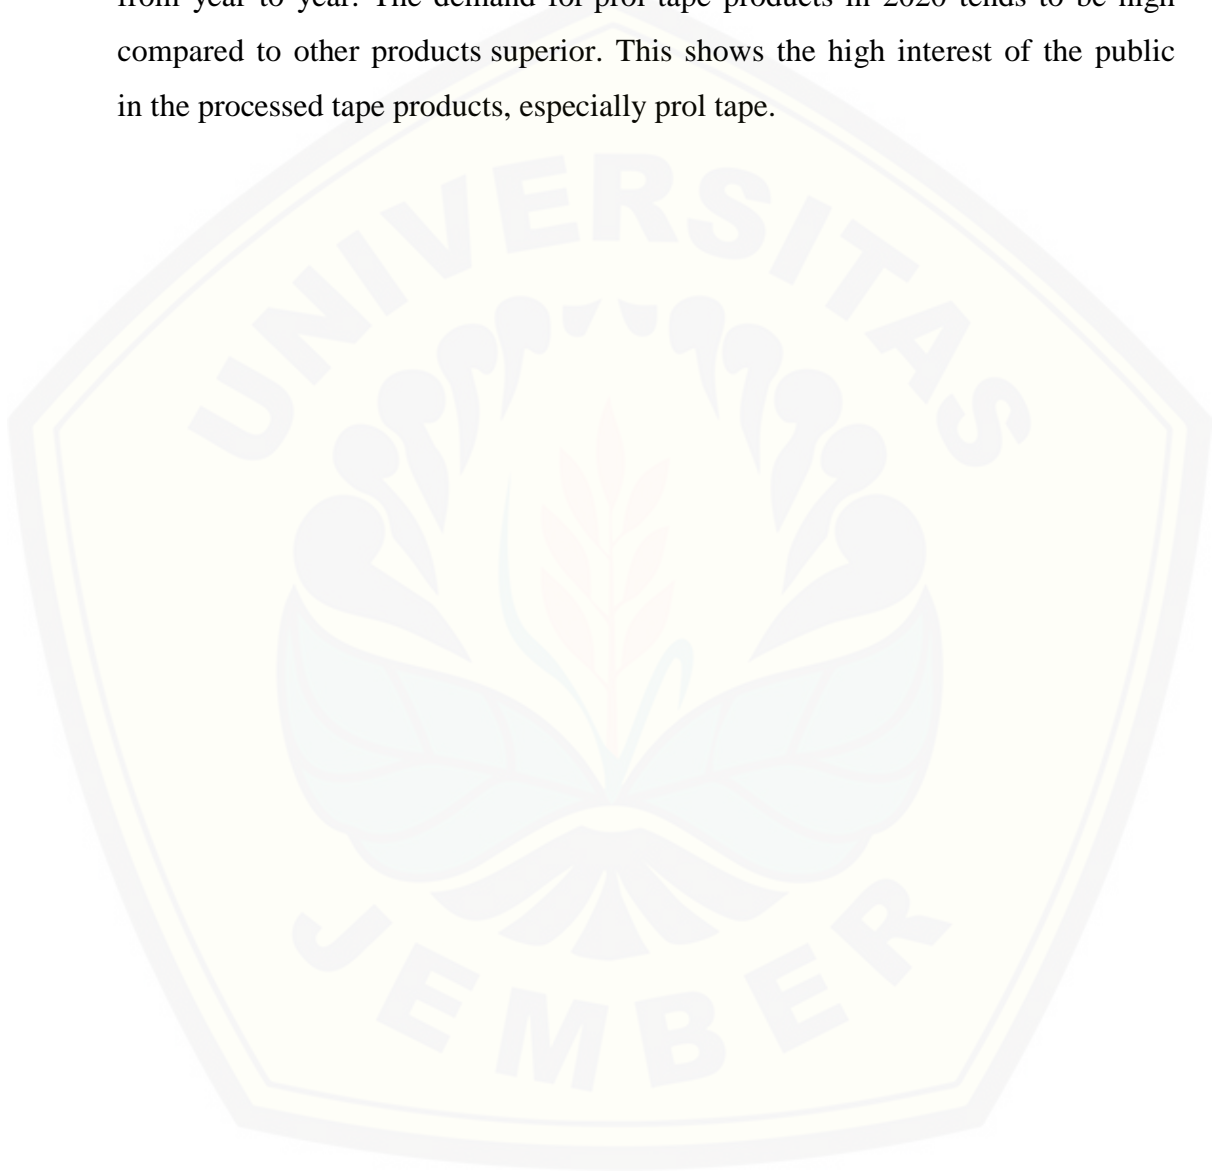 from year to year. The demand for prol tape products in 2020 tends to be high
compared to other products superior. This shows the high interest of the public
in the processed tape products, especially prol tape.
UNIVERSITAS
JEMBER